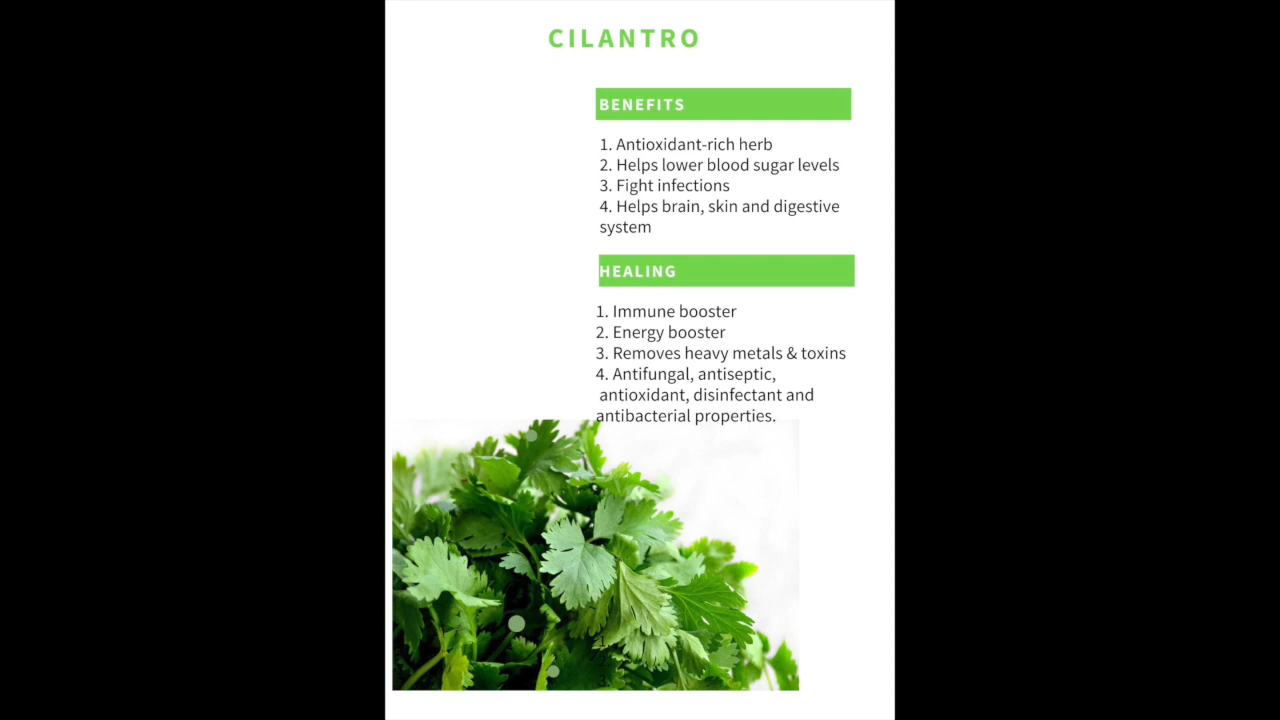 CILANTRO
BENEFITS
1. Antioxidant-rich herb
2. Helps lower blood sugar levels
3. Fight infections
4. Helps brain, skin and digestive
system
HEALING
1. Immune booster
2. Energy booster
3. Removes heavy metals & toxins
4. Antifungal, antiseptic,
antioxidant, disinfectant and
antibacterial properties.